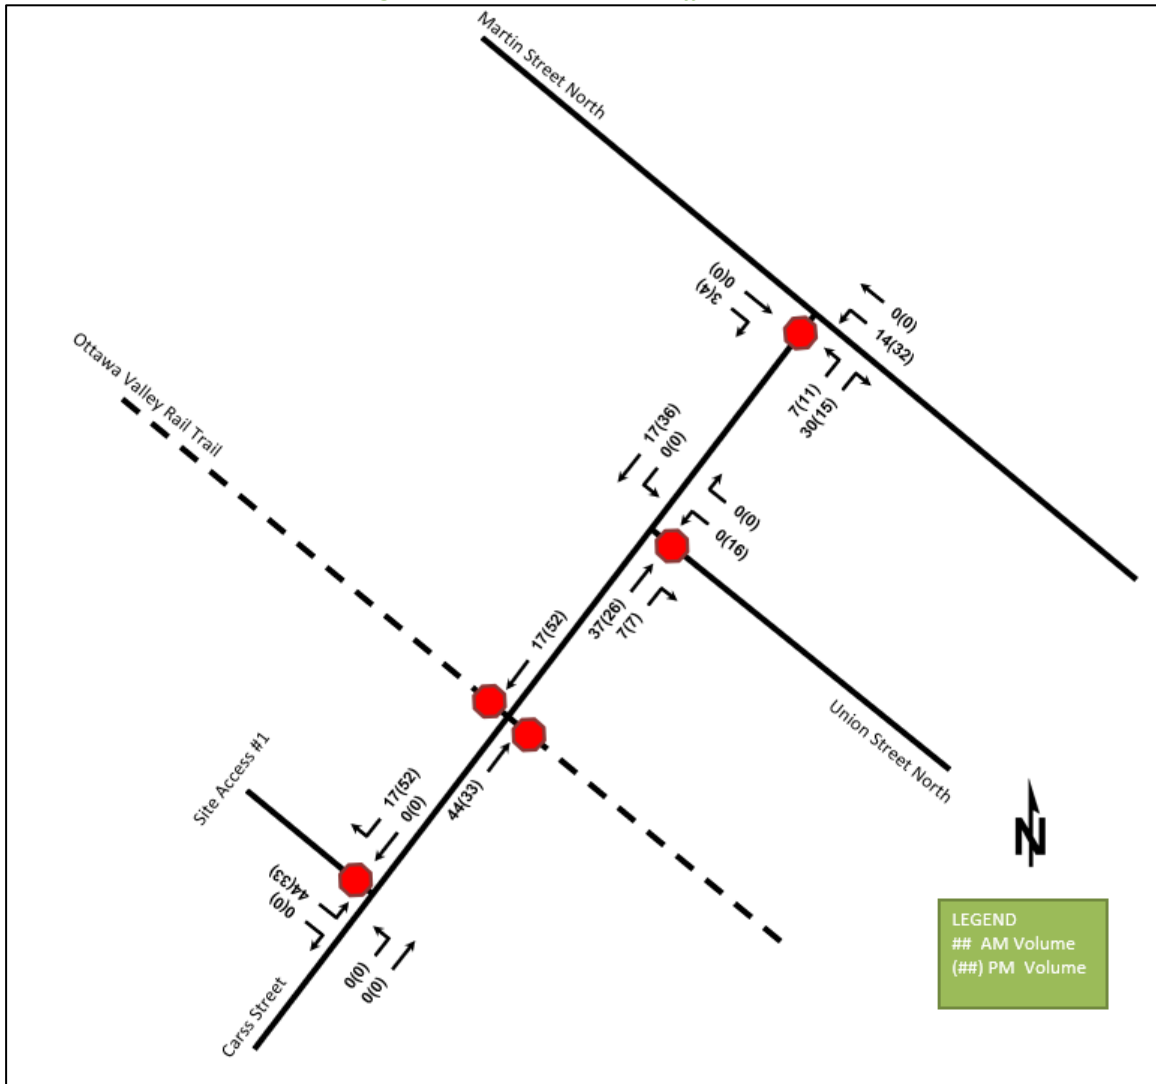 Martin Street North
0(0)
3(4)
0(0)
14(32)
7(11)
30(15)
17(36)
0(0)
0(0)
0(16)
37(26)
7(7)
Ottawa Valley Rail Trail
17(52)
44(33)
Union Street North
Site Access #1
17(52)
0(0)
44(33)
0(0)
0(0)
0(0)
Carss Street
N
LEGEND
## AM Volume
(##) PM Volume